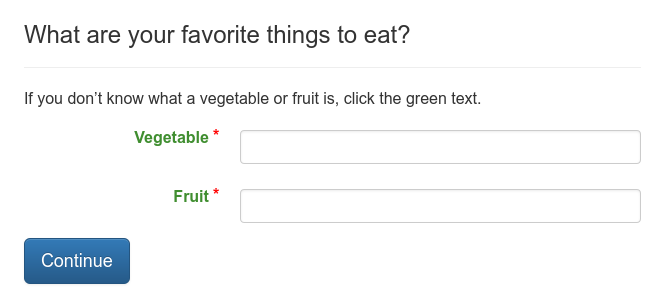 What are your favorite things to eat?
If you don’t know what a vegetable or fruit is, click the green text.
Vegetable *
Fruit *
Continue